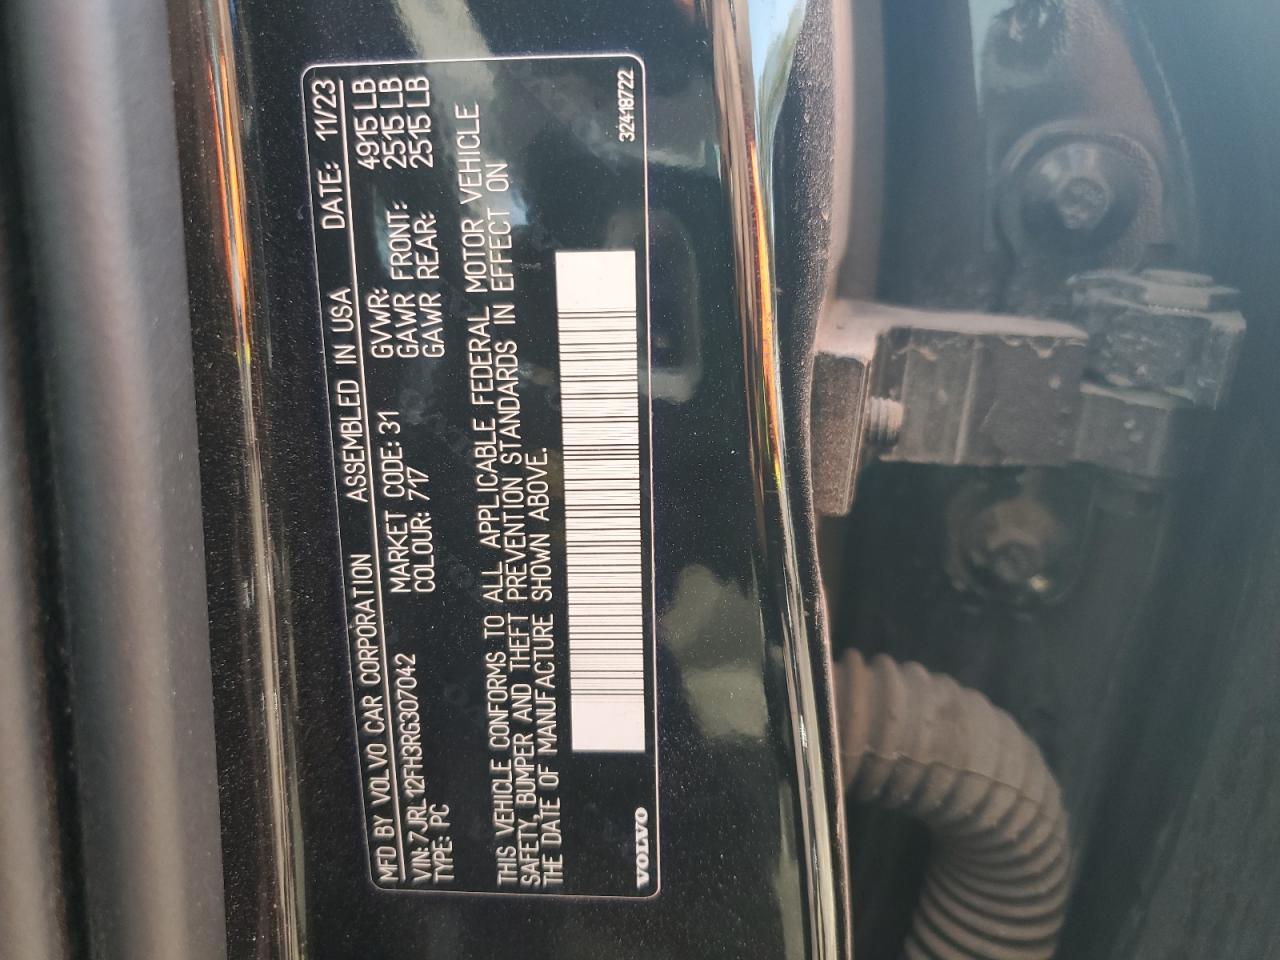 MFD BY VOLVO CAR CORPORATION ASSEMBLED IN USA DATE: 11/23
VIN: 7JRL12FH3RG307042 MARKET CODE: 31 GVWR: 4915 LB
TYPE: PC COLOUR: 717 GAWR FRONT: 2515 LB
GAWR REAR: 2515 LB
THIS VEHICLE CONFORMS TO ALL APPLICABLE FEDERAL MOTOR VEHICLE
SAFETY, BUMPER AND THEFT PREVENTION STANDARDS IN EFFECT ON
THE DATE OF MANUFACTURE SHOWN ABOVE.
VOLVO 32418722